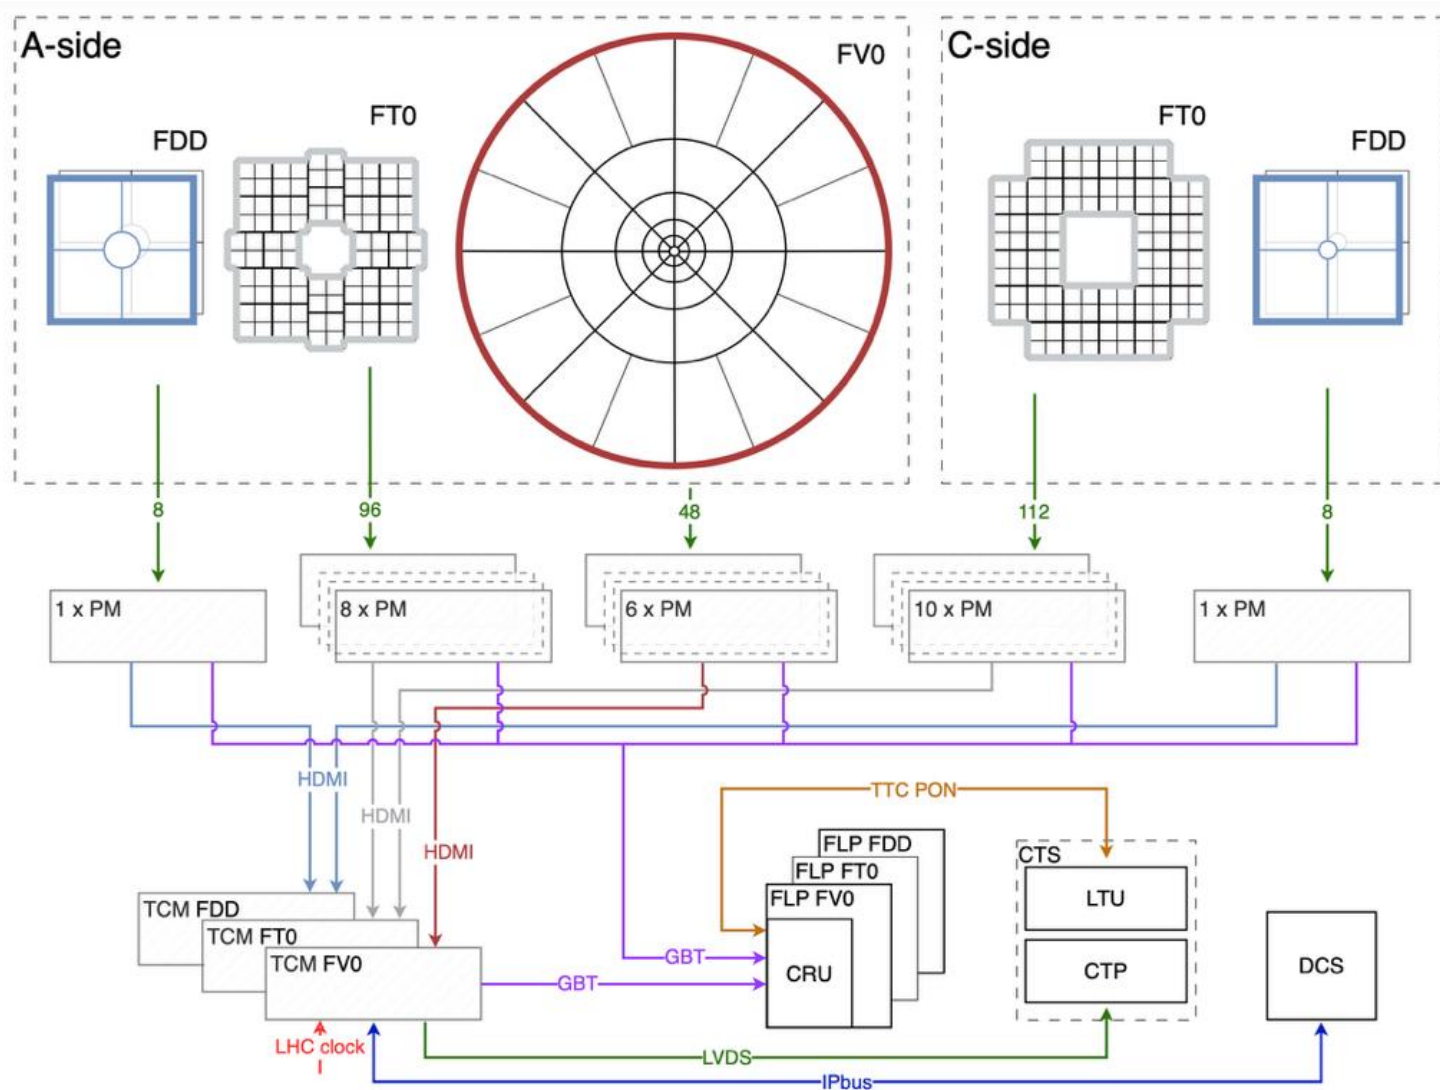 A-side
C-side
FV0
FT0
FDD
FT0
FDD
8
96
48
112
8
1 x PM
8 x PM
6 x PM
10 x PM
1 x PM
HDMI
HDMI
HDMI
TTC PON
FLP FDD
FLP FT0
FLP FV0
CRU
CTS
LTU
CTP
DCS
TCM FDD
TCM FT0
TCM FV0
GBT
GBT
LHC clock
LVDS
IPbus